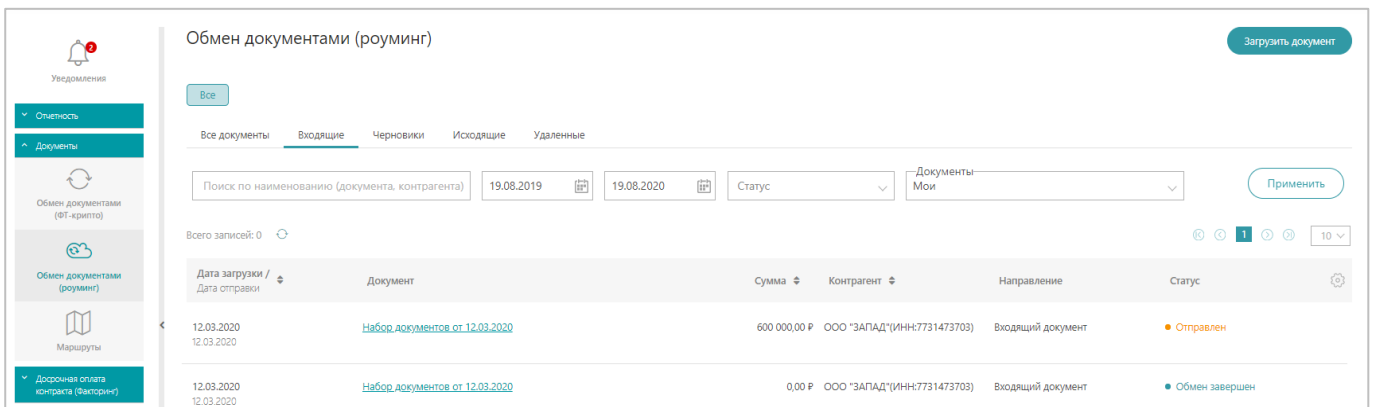 2
Уведомления
Отчетность
Документы
Обмен документами
(ФТ-крипто)
Обмен документами
(роуминг)
Маршруты
Досрочная оплата
контракта (Факторинг)
Обмен документами (роуминг)
Загрузить документ
Все
Все документы Входящие Черновики Исходящие Удаленные
Документы
Поиск по наименованию (документа, контрагента) 19.08.2019 19.08.2020 Статус Мои Применить
Всего записей: 0 1 10
Дата загрузки / Дата отправки Документ Сумма Контрагент Направление Статус
12.03.2020 Набор документов от 12.03.2020 600 000,00 ₽ ООО "ЗАПАД"(ИНН:7731473703) Входящий документ Отправлен
12.03.2020
12.03.2020 Набор документов от 12.03.2020 0,00 ₽ ООО "ЗАПАД"(ИНН:7731473703) Входящий документ Обмен завершен
12.03.2020